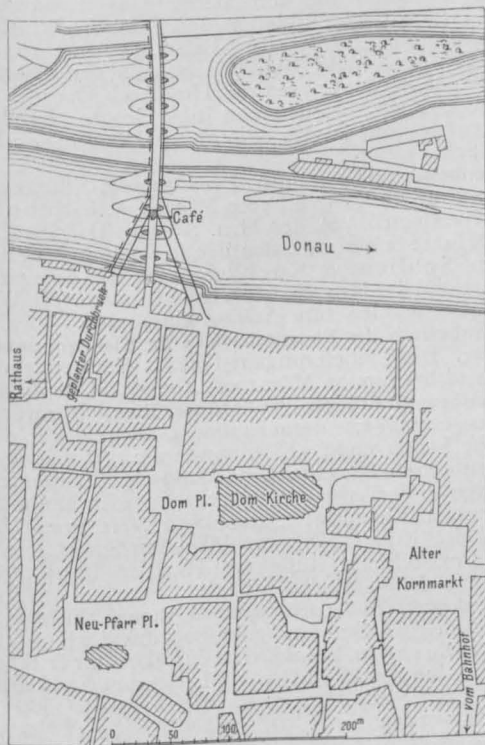 Café
Donau
geplanter Durchbruch
Rathaus
Dom Pl.
Dom-Kirche
Alter
Kornmarkt
Neu-Pfarr Pl.
vom Bahnhof
0 50 100 200m